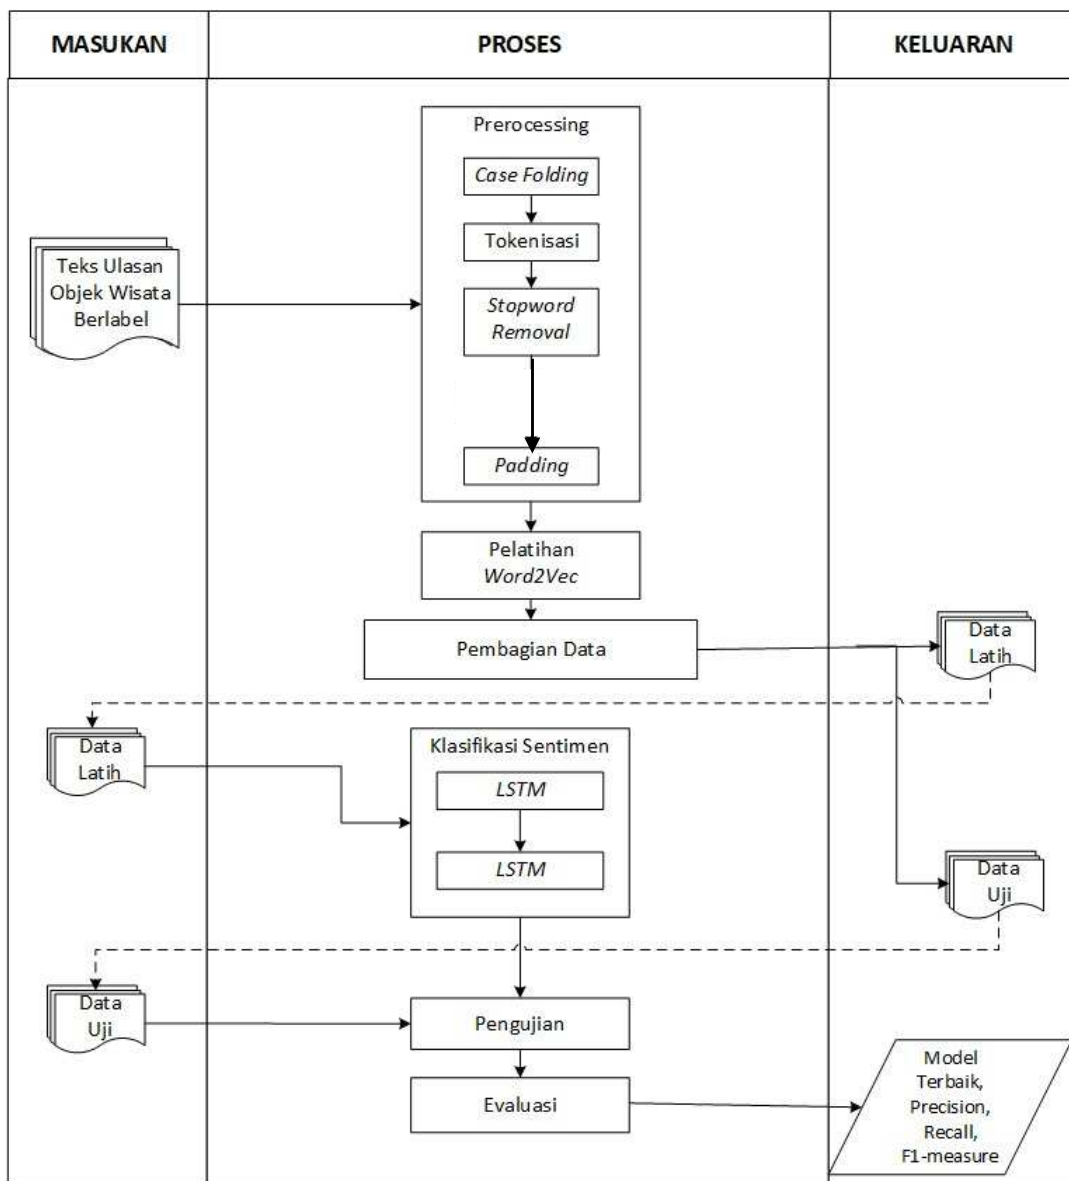 MASUKAN
PROSES
KELUARAN
Prerocessing
Case Folding
Tokenisasi
Stopword
Removal
Padding
Teks Ulasan
Objek Wisata
Berlabel
Pelatihan
Word2Vec
Pembagian Data
Data
Latih
Data
Latih
Klasifikasi Sentimen
LSTM
LSTM
Data
Uji
Data
Uji
Pengujian
Evaluasi
Model
Terbaik,
Precision,
Recall,
F1-measure